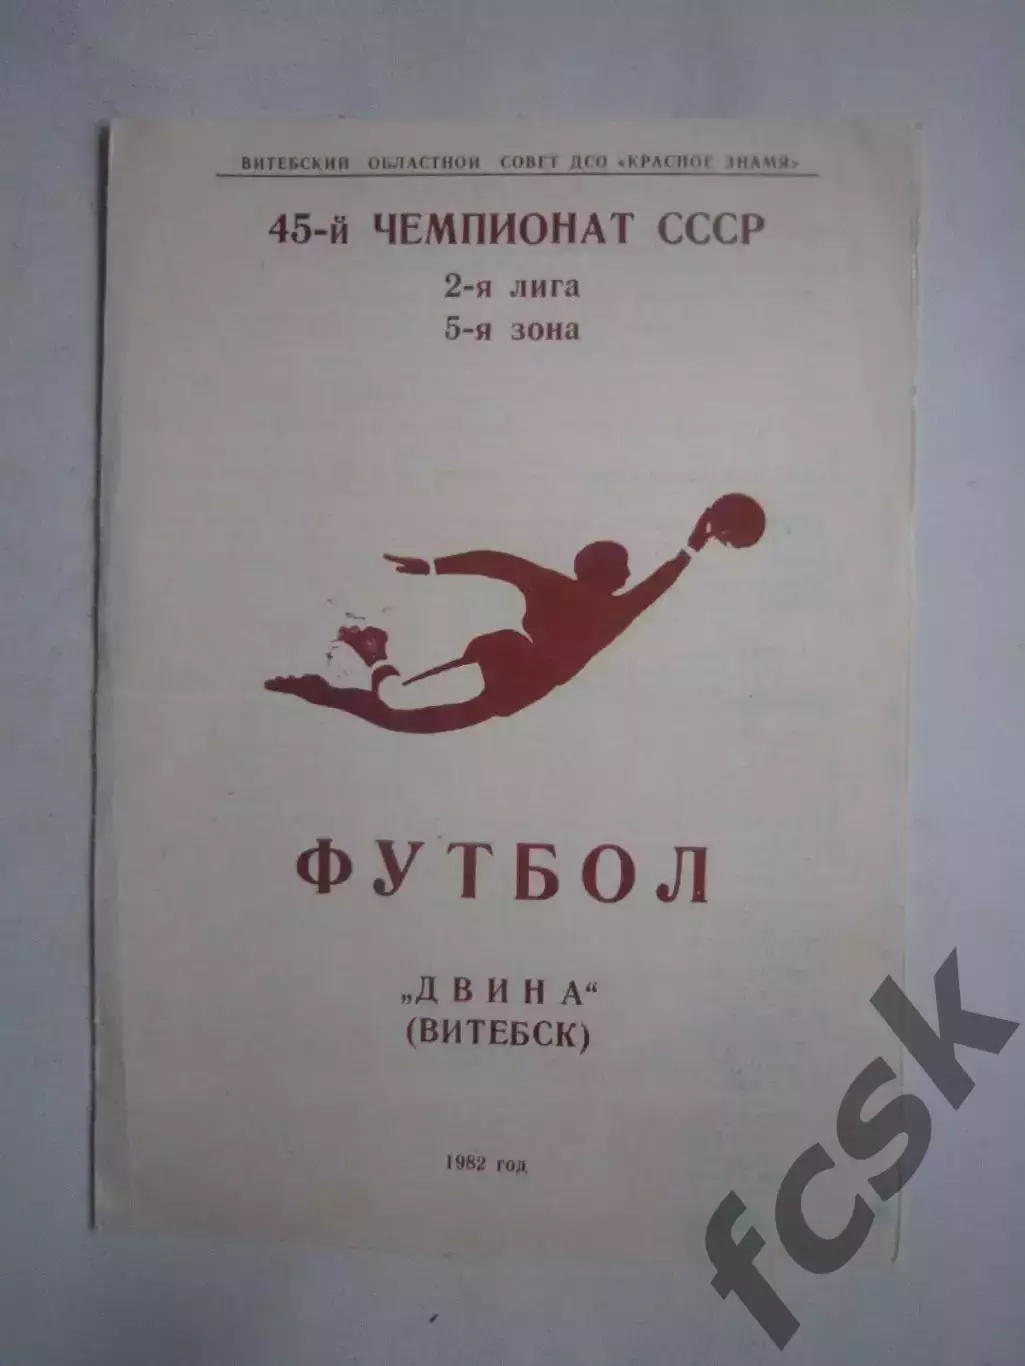 ВИТЕБСКИЙ ОБЛАСТНОЙ СОВЕТ ДСО «КРАСНОЕ ЗНАМЯ»
45-й ЧЕМПИОНАТ СССР
2-я лига
5-я зона
ФУТБОЛ
„ДВИНА“
(ВИТЕБСК)
1982 год
fcsk